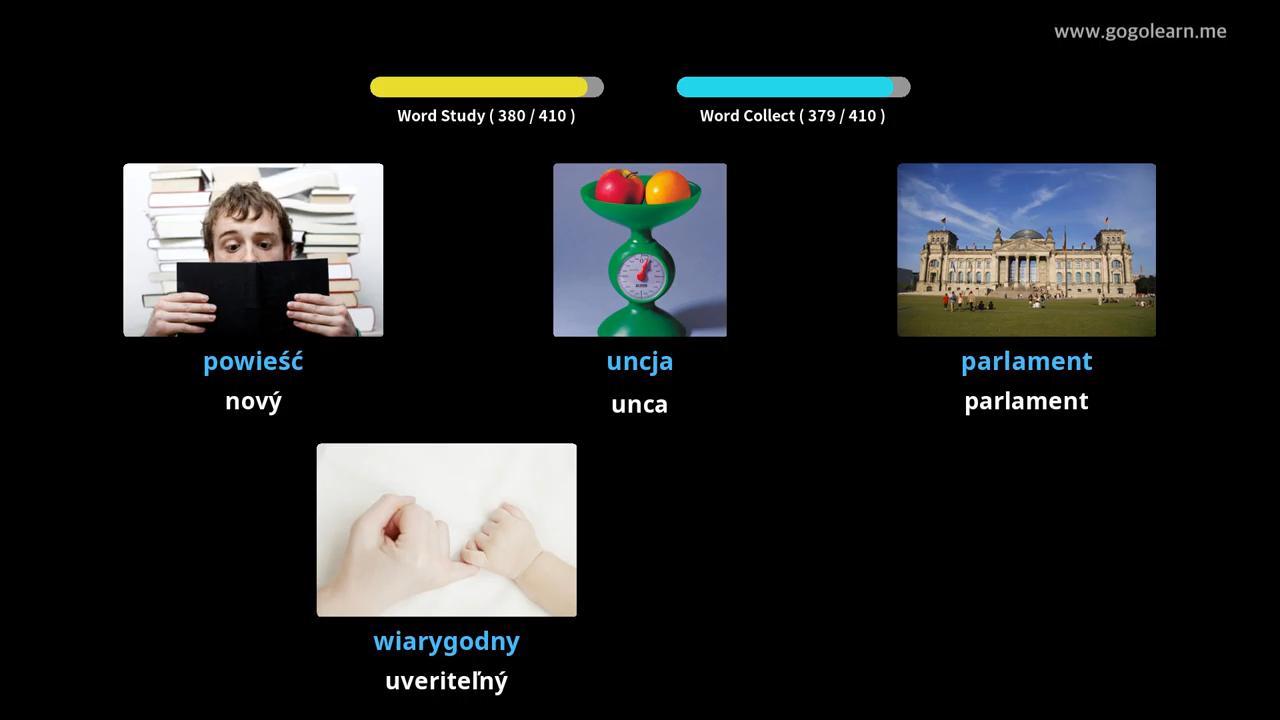 www.gogolearn.me
Word Study ( 380 / 410 )
Word Collect ( 379 / 410 )
powieść
uncja
parlament
nový
unca
parlament
wiarygodny
uveriteľný